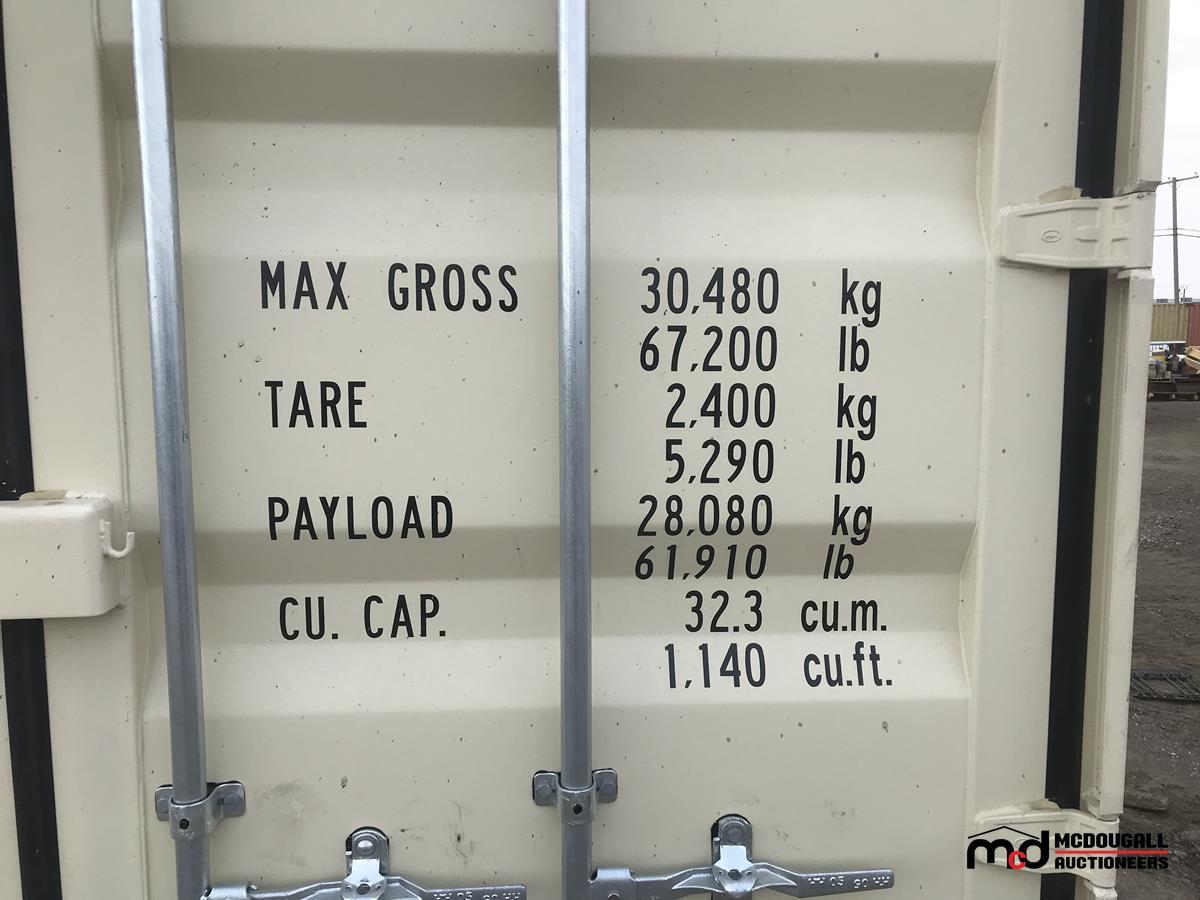 MAX GROSS 30,480 kg
67,200 lb
TARE 2,400 kg
5,290 lb
PAYLOAD 28,080 kg
61,910 lb
CU. CAP. 32.3 cu.m.
1,140 cu.ft.
mcd MCDOUGALL
AUCTIONEERS